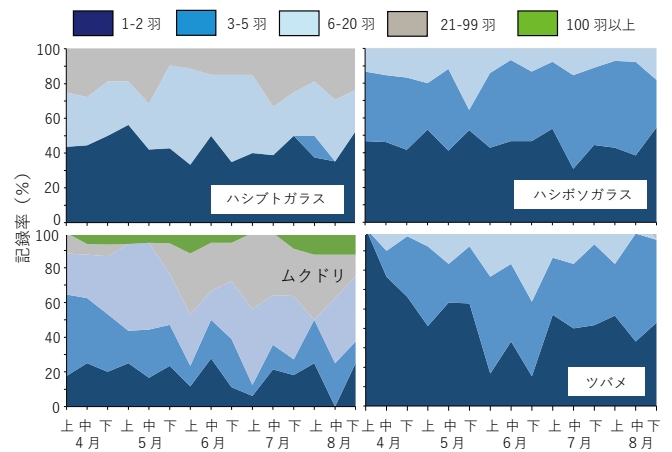 1-2 羽 3-5 羽 6-20 羽 21-99 羽 100 羽以上
記録率（%）
100
80
60
40
20
0
ハシブトガラス
ハシボソガラス
100
80
60
40
20
0
ムクドリ
ツバメ
上 中 下 上 中 下 上 中 下 上 中 下 上 中 下
4 月 5 月 6 月 7 月 8 月
上 中 下 上 中 下 上 中 下 上 中 下 上 中 下
4 月 5 月 6 月 7 月 8 月